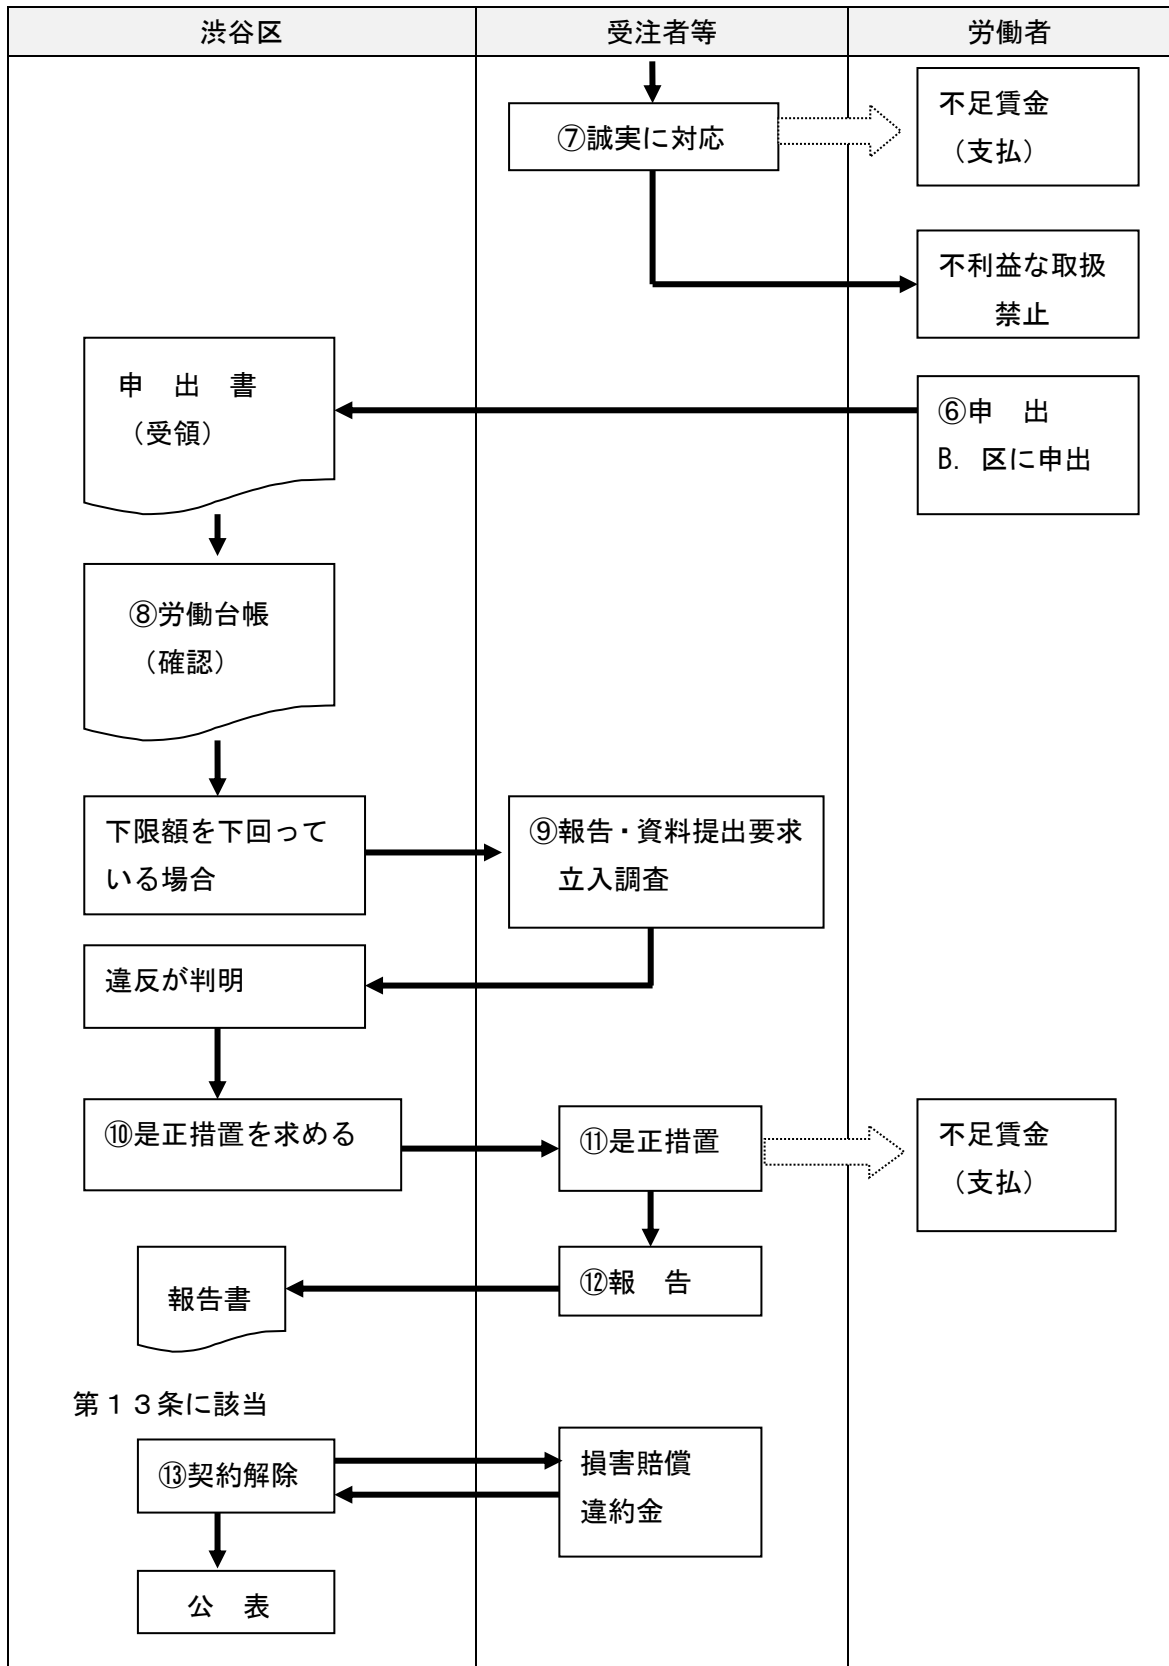 渋谷区
受注者等
労働者
⑦誠実に対応
不足賃金
（支払）
不利益な取扱
禁止
申　出　書
（受領）
⑥申　出
B. 区に申出
⑧労働台帳
（確認）
下限額を下回って
いる場合
⑨報告・資料提出要求
立入調査
違反が判明
⑩是正措置を求める
⑪是正措置
不足賃金
（支払）
⑫報　告
報告書
第１３条に該当
⑬契約解除
損害賠償
違約金
公　表